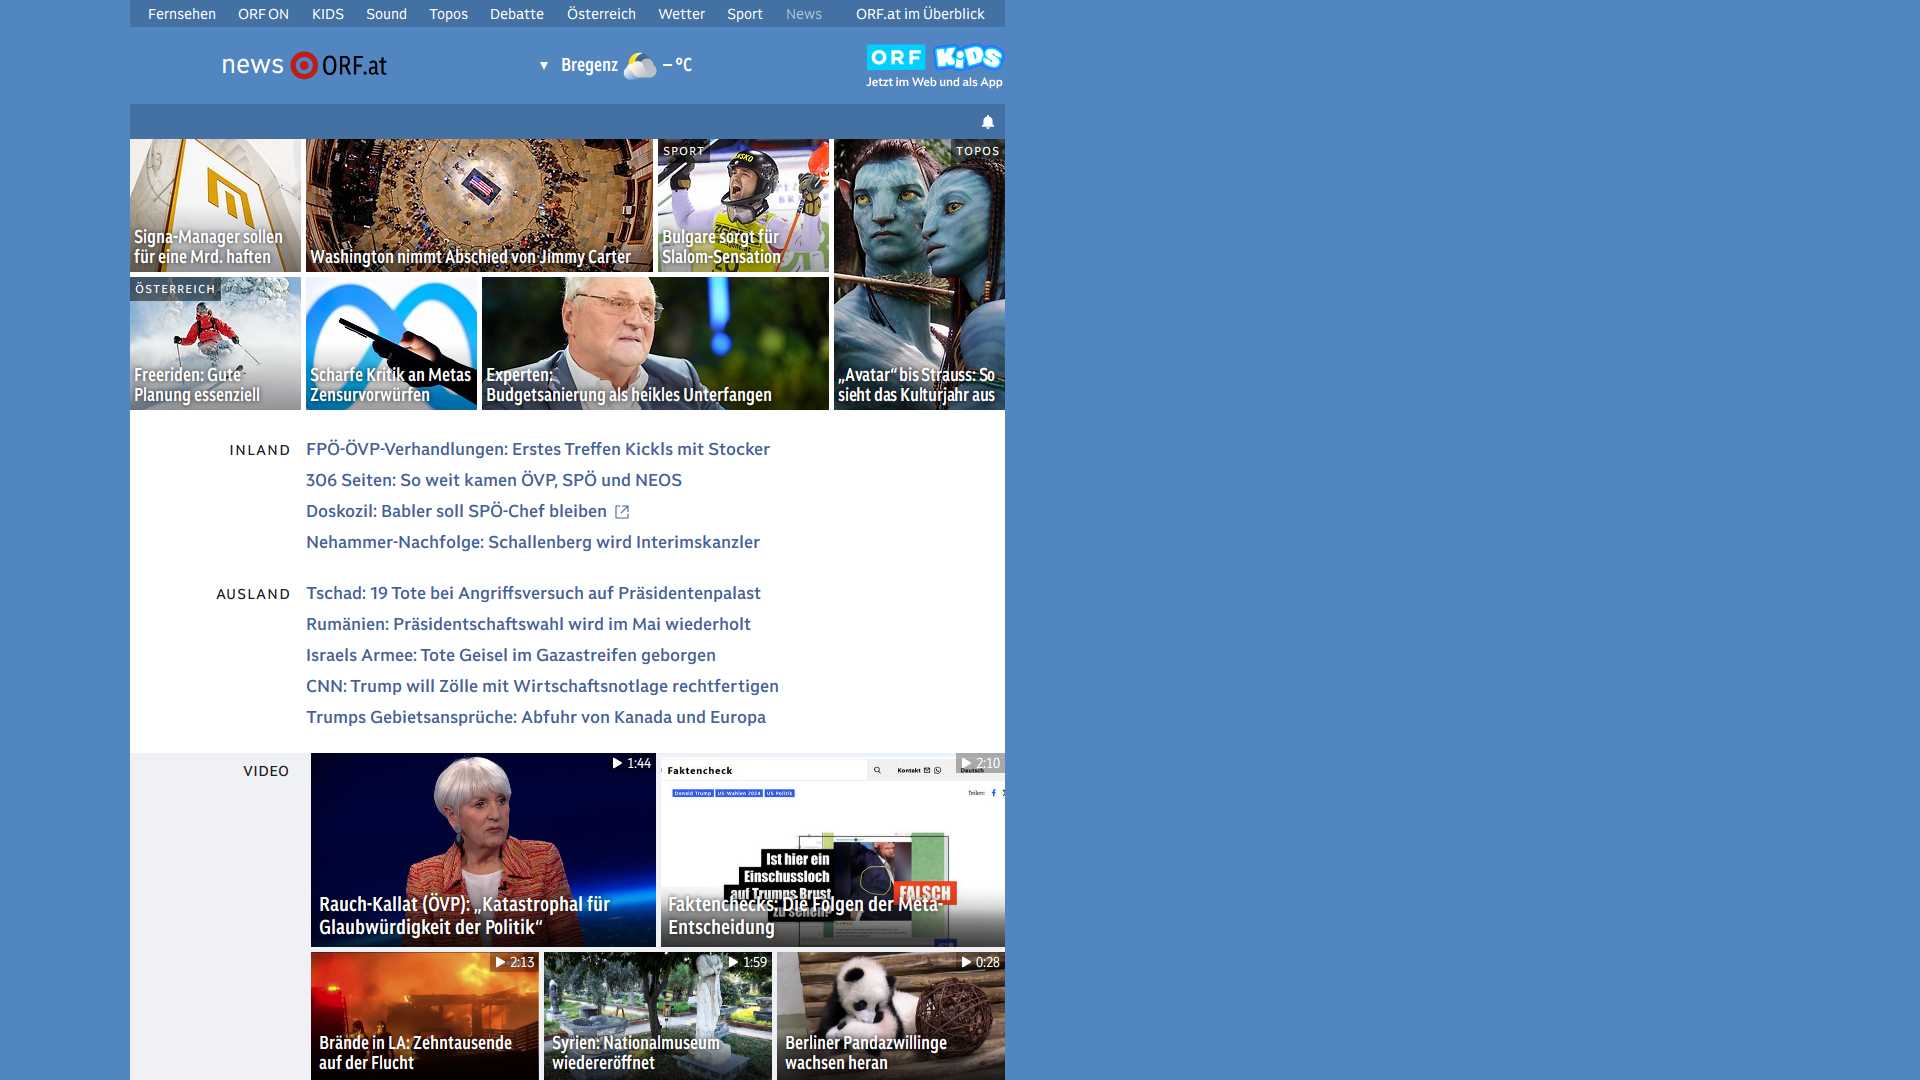 Fernsehen ORF ON KIDS Sound Topos Debatte Österreich Wetter Sport News ORF.at im Überblick
news ORF.at
▼ Bregenz – °C
ORF KiDS
Jetzt im Web und als App
Signa-Manager sollen
für eine Mrd. haften
Washington nimmt Abschied von Jimmy Carter
SPORT
Bulgare sorgt für
Slalom-Sensation
TOPOS
„Avatar“ bis Strauss: So
sieht das Kulturjahr aus
ÖSTERREICH
Freeriden: Gute
Planung essenziell
Scharfe Kritik an Metas
Zensurvorwürfen
Experten:
Budgetsanierung als heikles Unterfangen
INLAND
FPÖ-ÖVP-Verhandlungen: Erstes Treffen Kickls mit Stocker
306 Seiten: So weit kamen ÖVP, SPÖ und NEOS
Doskozil: Babler soll SPÖ-Chef bleiben
Nehammer-Nachfolge: Schallenberg wird Interimskanzler
AUSLAND
Tschad: 19 Tote bei Angriffsversuch auf Präsidentenpalast
Rumänien: Präsidentschaftswahl wird im Mai wiederholt
Israels Armee: Tote Geisel im Gazastreifen geborgen
CNN: Trump will Zölle mit Wirtschaftsnotlage rechtfertigen
Trumps Gebietsansprüche: Abfuhr von Kanada und Europa
VIDEO
1:44
Rauch-Kallat (ÖVP): „Katastrophal für
Glaubwürdigkeit der Politik“
2:10
Faktencheck
Kontakt
Deutsch
Donald Trump US Wahlen 2024 US Politik
Teilen:
Ist hier ein
Einschussloch
auf Trumps Brust
zu sehen?
FALSCH
Faktenchecks: Die Folgen der Meta-
Entscheidung
2:13
Brände in LA: Zehntausende
auf der Flucht
1:59
Syrien: Nationalmuseum
wiedereröffnet
0:28
Berliner Pandazwillinge
wachsen heran